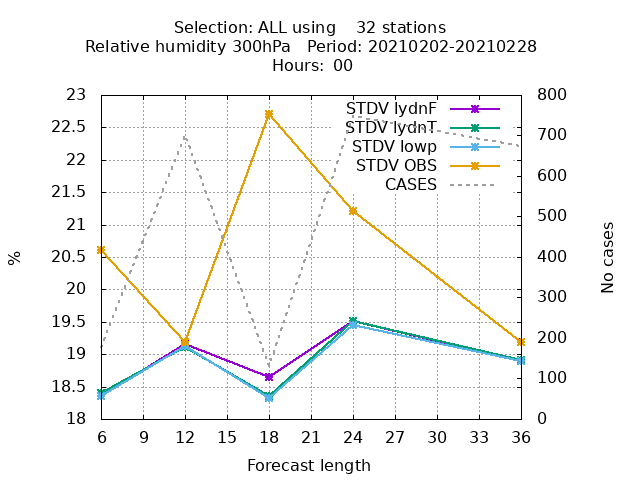 Selection: ALL using    32 stations
Relative humidity 300hPa   Period: 20210202-20210228
Hours:  00
23
22.5
22
21.5
21
20.5
20
19.5
19
18.5
18
800
700
600
500
400
300
200
100
0
STDV lydnF
STDV lydnT
STDV lowp
STDV OBS
CASES
%
No cases
6 9 12 15 18 21 24 27 30 33 36
Forecast length